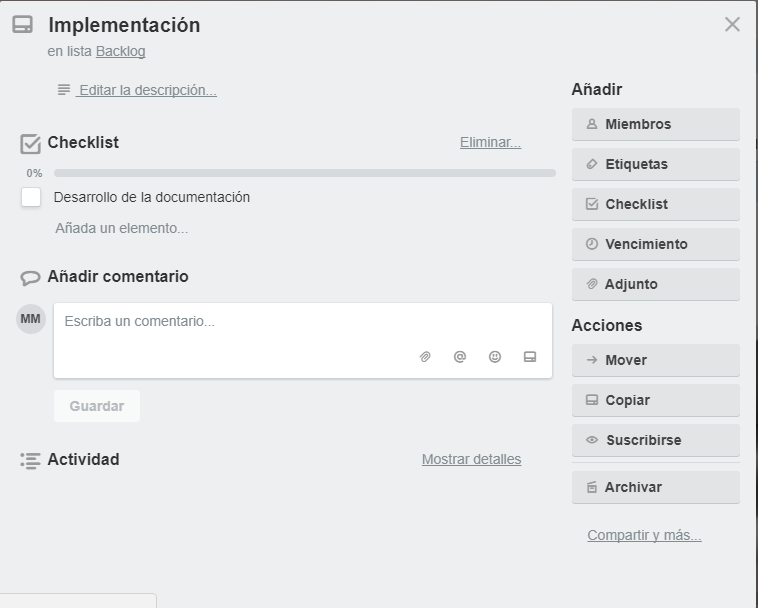 Implementación
en lista Backlog
Editar la descripción...
Checklist
Eliminar...
0%
Desarrollo de la documentación
Añada un elemento...
Añadir comentario
MM
Escriba un comentario...
Guardar
Actividad
Mostrar detalles
Añadir
Miembros
Etiquetas
Checklist
Vencimiento
Adjunto
Acciones
Mover
Copiar
Suscribirse
Archivar
Compartir y más...